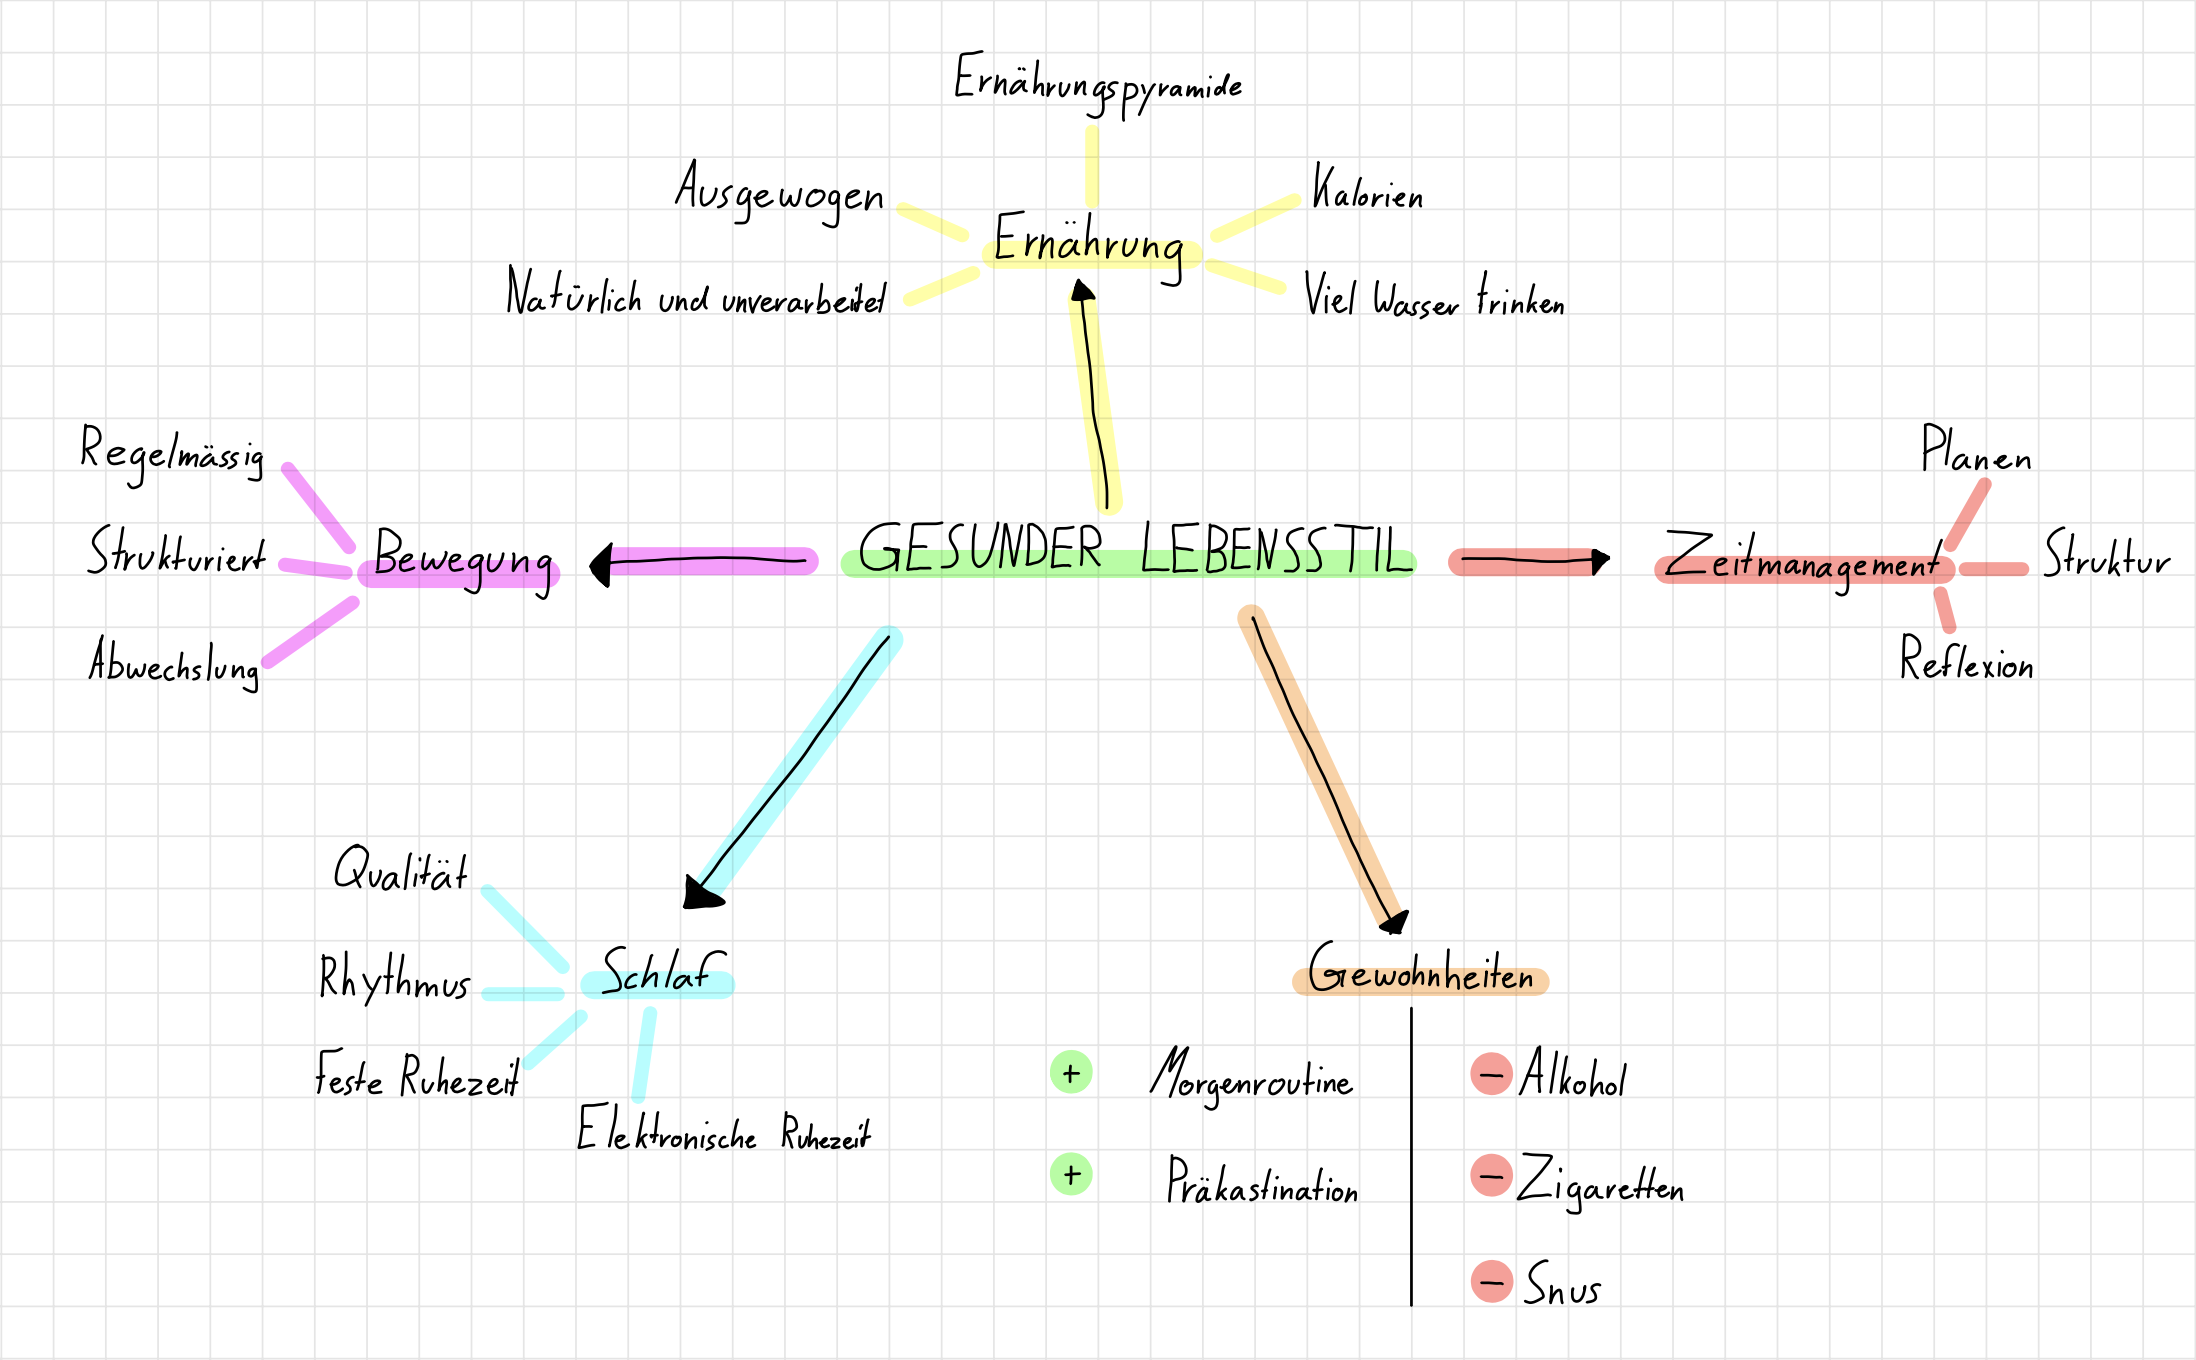 Ernährungspyramide
Ausgewogen
Kalorien
Ernährung
Natürlich und unverarbeitet
Viel Wasser trinken
Regelmässig
Strukturiert
Bewegung
Abwechslung
GESUNDER LEBENSSTIL
Planen
Zeitmanagement
Struktur
Reflexion
Qualität
Rhythmus
Schlaf
Feste Ruhezeit
Elektronische Ruhezeit
Gewohnheiten
+ Morgenroutine
+ Präkastination
- Alkohol
- Zigaretten
- Snus